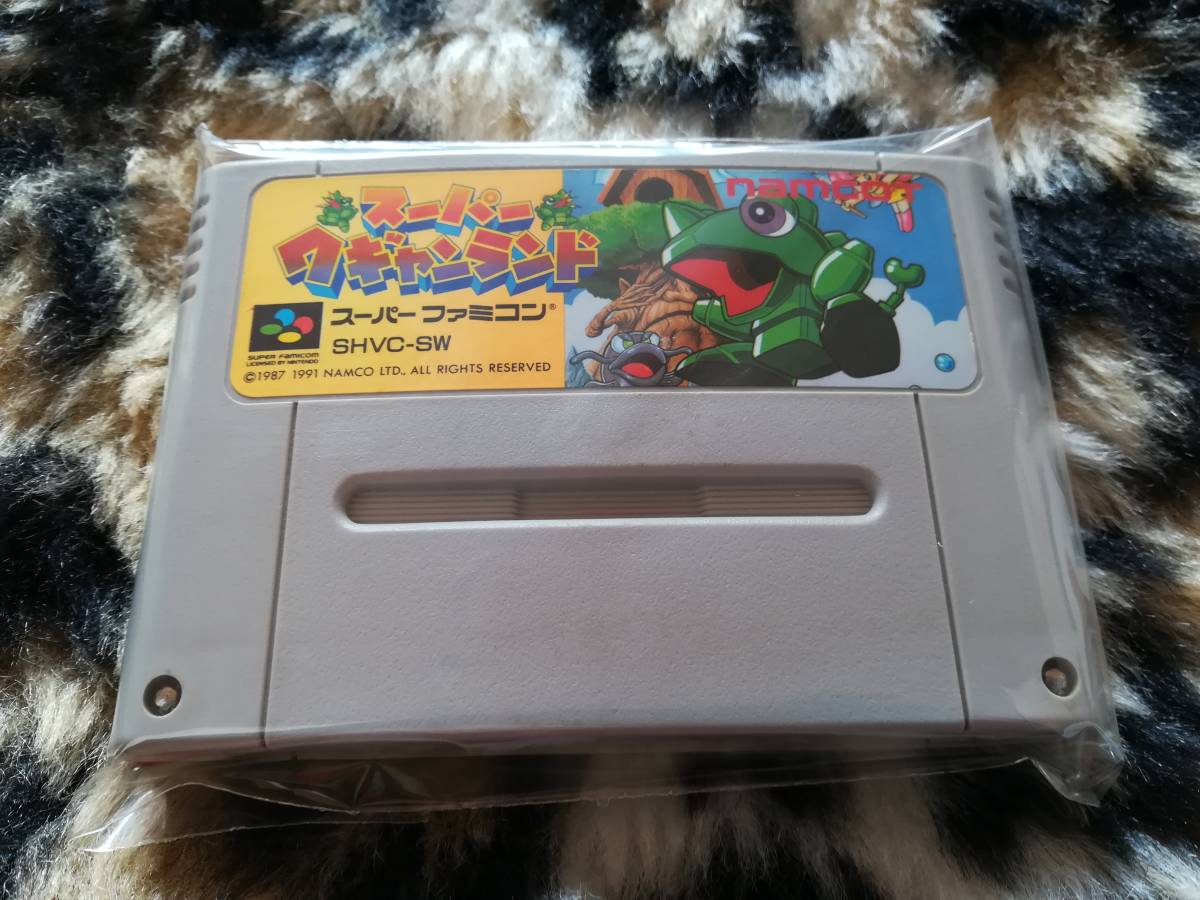 スーパー
ワギャンランド
namcot
スーパーファミコン®
SHVC-SW
SUPER FAMICOM
LICENSED BY NINTENDO
©1987 1991 NAMCO LTD., ALL RIGHTS RESERVED